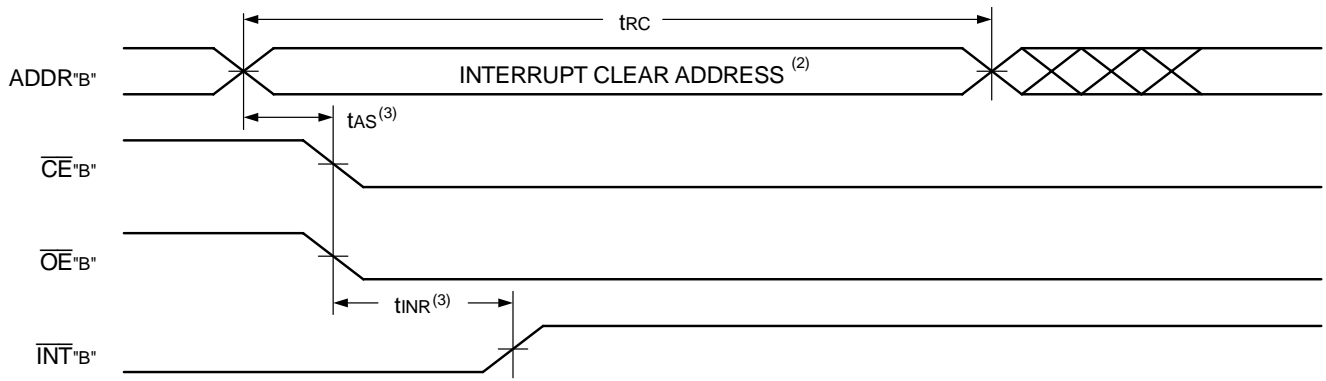 tRC
ADDR"B"
INTERRUPT CLEAR ADDRESS (2)
tAS(3)
CE"B"
OE"B"
tINR(3)
INT"B"